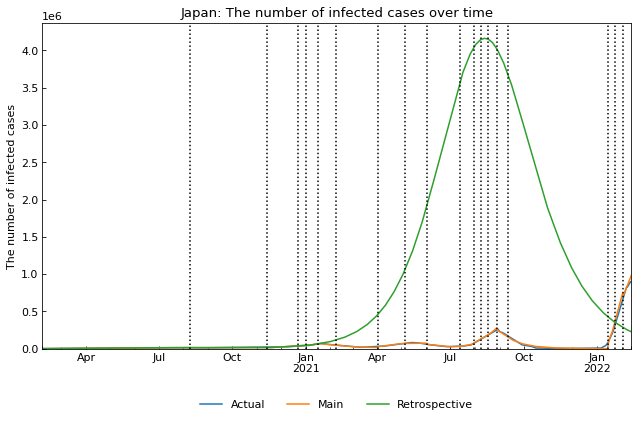 Japan: The number of infected cases over time
1e6
The number of infected cases
4.0
3.5
3.0
2.5
2.0
1.5
1.0
0.5
0.0
Apr Jul Oct Jan Apr Jul Oct Jan
2021 2022
Actual Main Retrospective